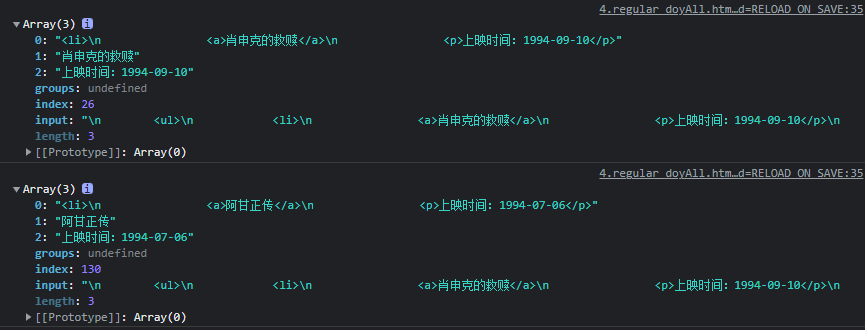 4.regular doyAll.htm…d=RELOAD_ON_SAVE:35
▼Array(3) i
0: "<li>\n <a>肖申克的救赎</a>\n <p>上映时间：1994-09-10</p>"
1: "肖申克的救赎"
2: "上映时间：1994-09-10"
groups: undefined
index: 26
input: "\n <ul>\n <li>\n <a>肖申克的救赎</a>\n <p>上映时间：1994-09-10</p>\n
length: 3
▶[[Prototype]]: Array(0)
4.regular doyAll.htm…d=RELOAD_ON_SAVE:35
▼Array(3) i
0: "<li>\n <a>阿甘正传</a>\n <p>上映时间：1994-07-06</p>"
1: "阿甘正传"
2: "上映时间：1994-07-06"
groups: undefined
index: 130
input: "\n <ul>\n <li>\n <a>肖申克的救赎</a>\n <p>上映时间：1994-09-10</p>\n
length: 3
▶[[Prototype]]: Array(0)